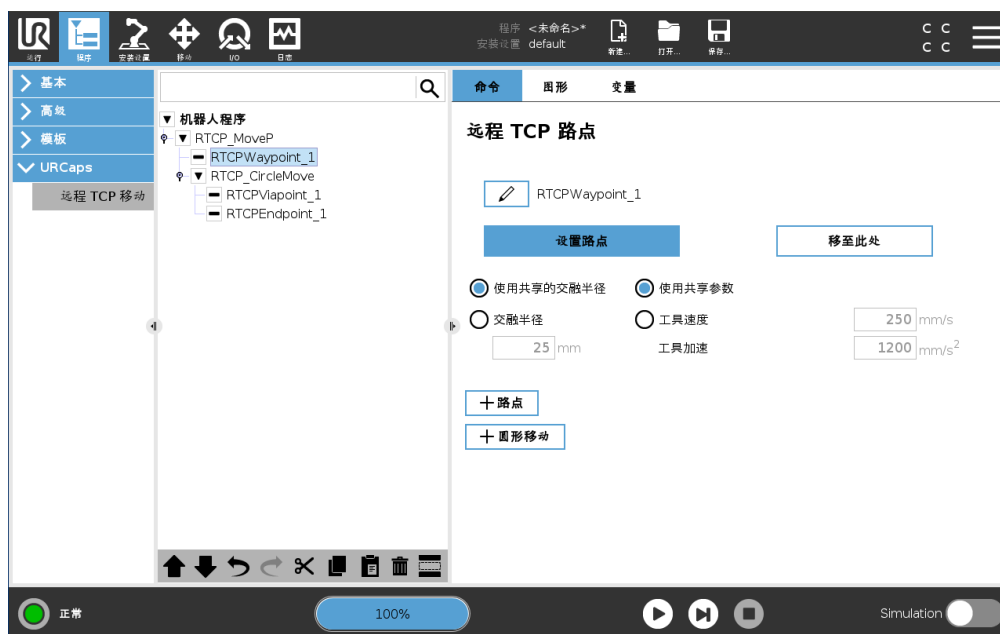 UR
程序 <未命名>*
安装设置 default
C C
C C
运行 程序 安装设置 移动 I/O 日志 新建... 打开... 保存...
基本
高级
模板
URCaps
远程 TCP 移动
机器人程序
RTCP_MoveP
RTCPWaypoint_1
RTCP_CircleMove
RTCPViapoint_1
RTCPEndpoint_1
命令 图形 变量
远程 TCP 路点
RTCPWaypoint_1
设置路点 移至此处
使用共享的交融半径 使用共享参数
交融半径 工具速度 250 mm/s
25 mm 工具加速 1200 mm/s²
路点
圆形移动
正常 100% Simulation